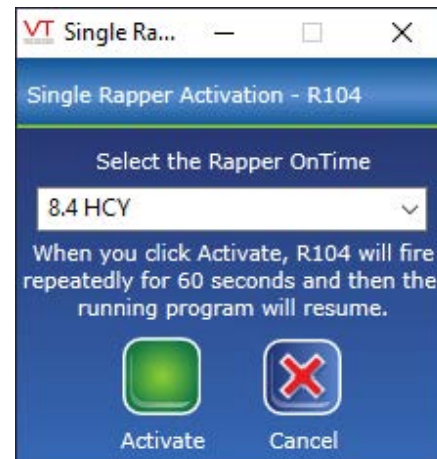 VT Single Ra...
Single Rapper Activation - R104
Select the Rapper OnTime
8.4 HCY
When you click Activate, R104 will fire
repeatedly for 60 seconds and then the
running program will resume.
Activate Cancel